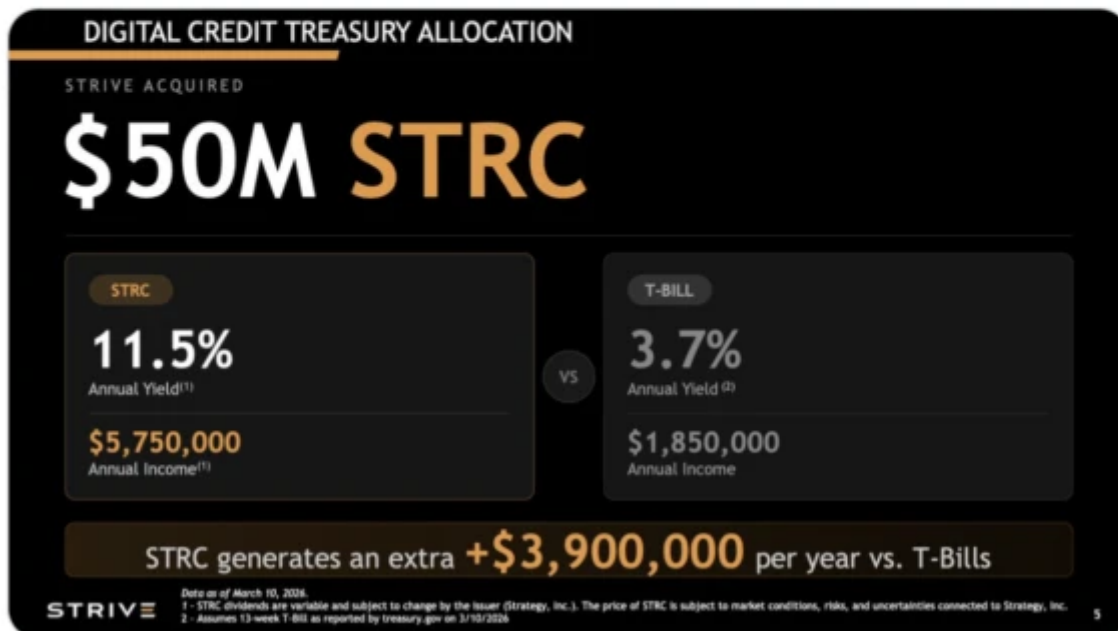 DIGITAL CREDIT TREASURY ALLOCATION
STRIVE ACQUIRED
$50M STRC
STRC
11.5%
Annual Yield(1)
$5,750,000
Annual Income(1)
VS
T-BILL
3.7%
Annual Yield (2)
$1,850,000
Annual Income
STRC generates an extra +$3,900,000 per year vs. T-Bills
STRIVE
Data as of March 10, 2026.
1 - STRC dividends are variable and subject to change by the issuer (Strategy, Inc.). The price of STRC is subject to market conditions, risks, and uncertainties connected to Strategy, Inc.
2 - Assumes 13-week T-Bill as reported by treasury.gov on 3/10/2026
5